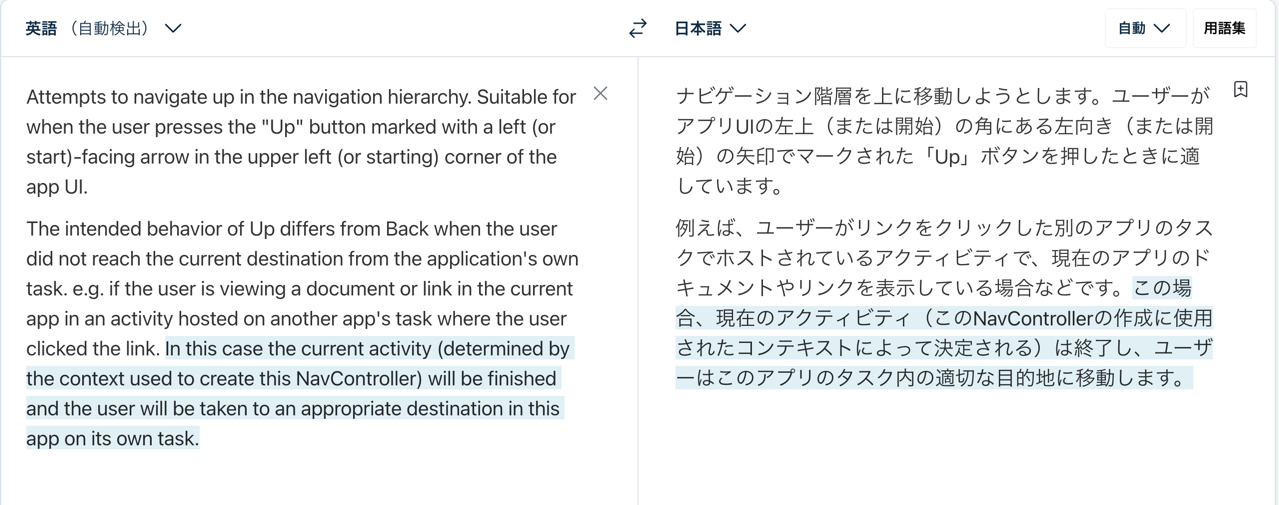 英語 （自動検出）
日本語
自動
用語集
Attempts to navigate up in the navigation hierarchy. Suitable for
when the user presses the "Up" button marked with a left (or
start)-facing arrow in the upper left (or starting) corner of the
app UI.
The intended behavior of Up differs from Back when the user
did not reach the current destination from the application's own
task. e.g. if the user is viewing a document or link in the current
app in an activity hosted on another app's task where the user
clicked the link. In this case the current activity (determined by
the context used to create this NavController) will be finished
and the user will be taken to an appropriate destination in this
app on its own task.
ナビゲーション階層を上に移動しようとします。ユーザーが
アプリUIの左上（または開始）の角にある左向き（または開
始）の矢印でマークされた「Up」ボタンを押したときに適
しています。
例えば、ユーザーがリンクをクリックした別のアプリのタス
クでホストされているアクティビティで、現在のアプリのド
キュメントやリンクを表示している場合などです。この場
合、現在のアクティビティ（このNavControllerの作成に使用
されたコンテキストによって決定される）は終了し、ユーザ
ーはこのアプリのタスク内の適切な目的地に移動します。